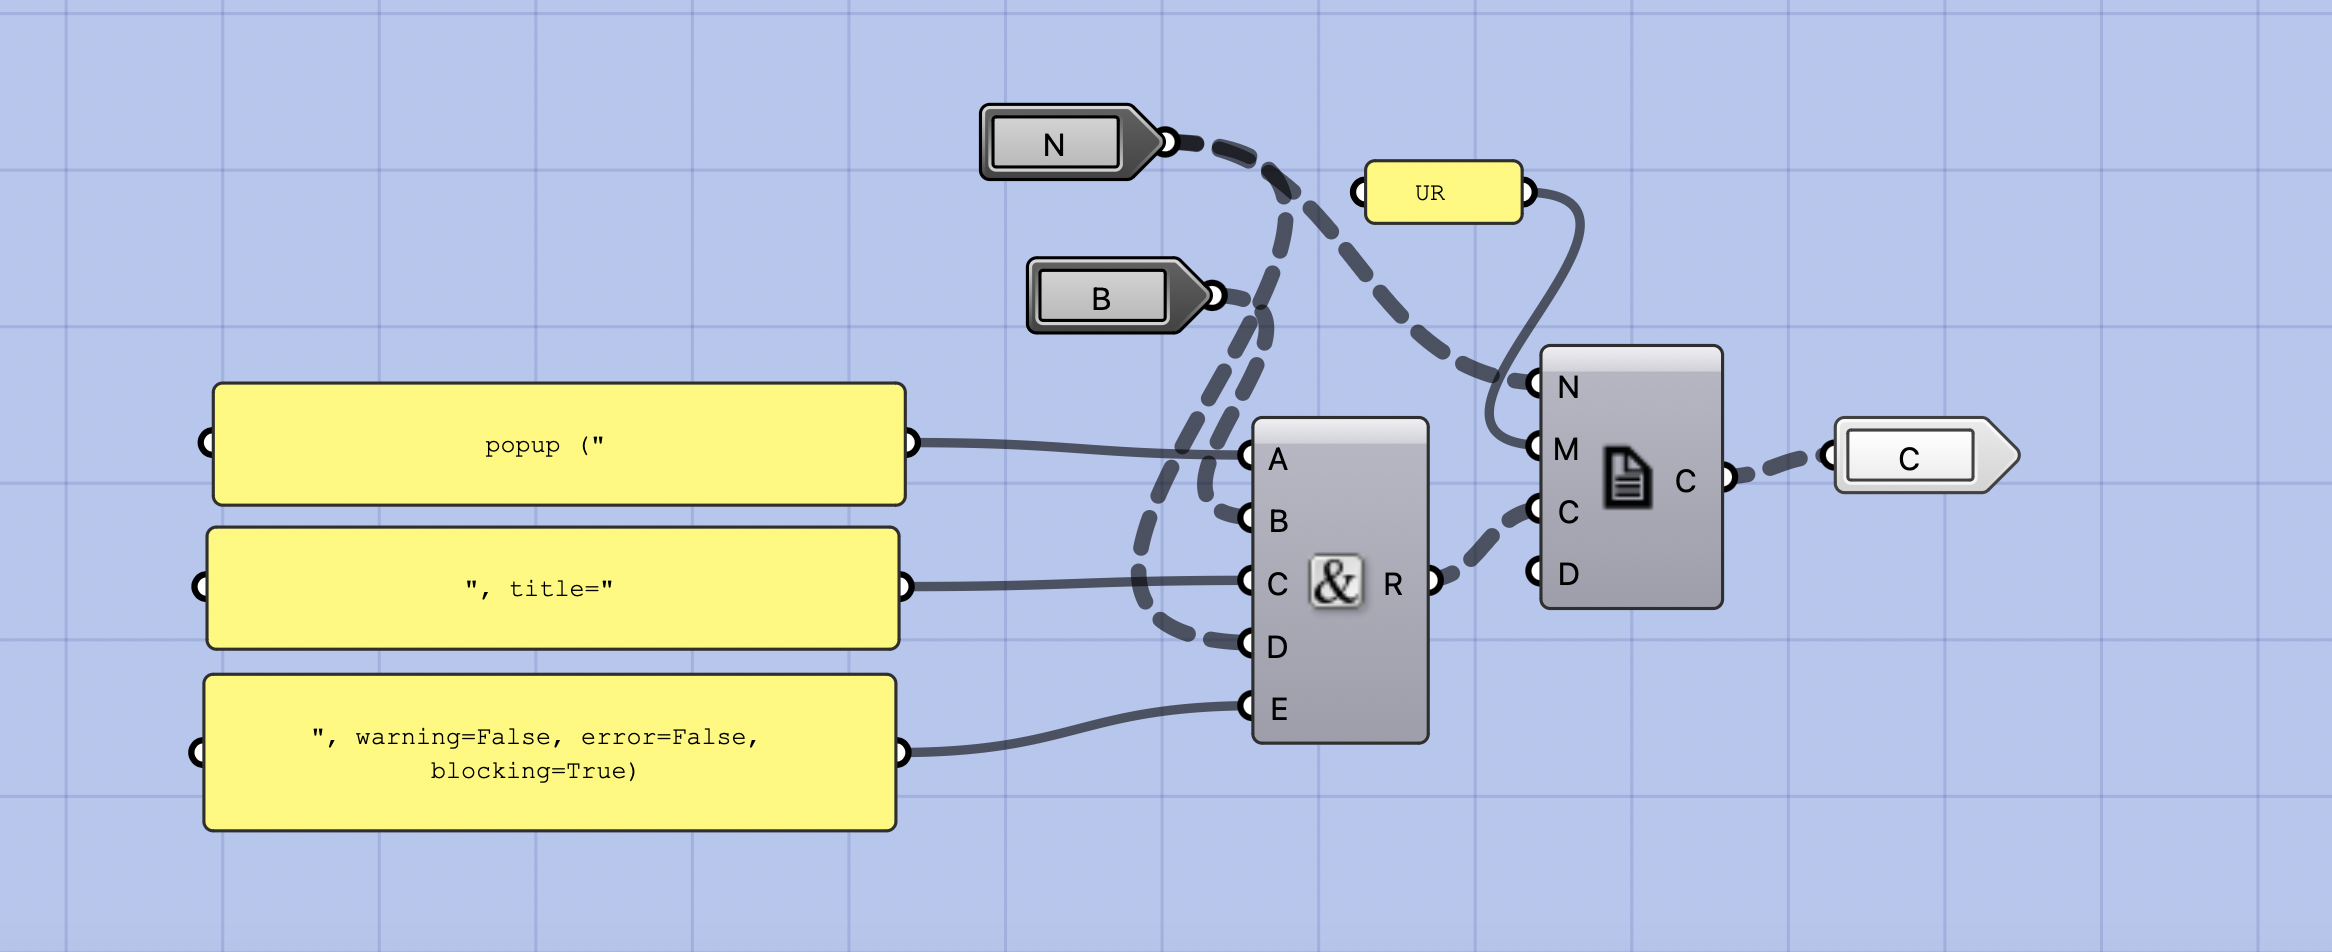 N
UR
B
popup ("
", title="
", warning=False, error=False,
blocking=True)
A
B
C
D
E
&
R
N
M
C
D
C
C